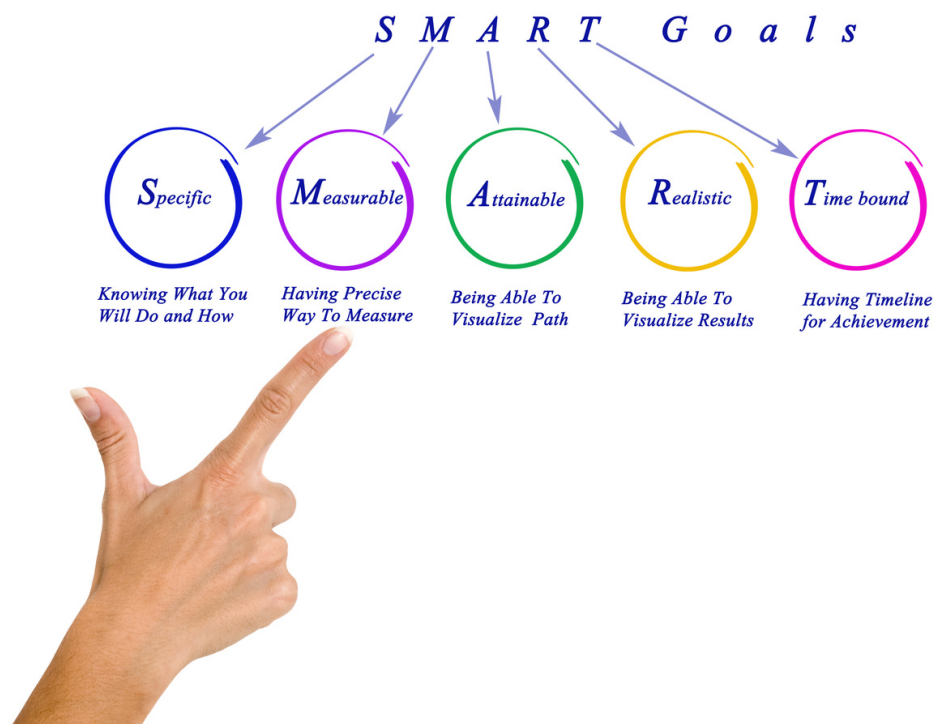 S M A R T Goals
Specific
Measurable
Attainable
Realistic
Time bound
Knowing What You
Will Do and How
Having Precise
Way To Measure
Being Able To
Visualize Path
Being Able To
Visualize Results
Having Timeline
for Achievement